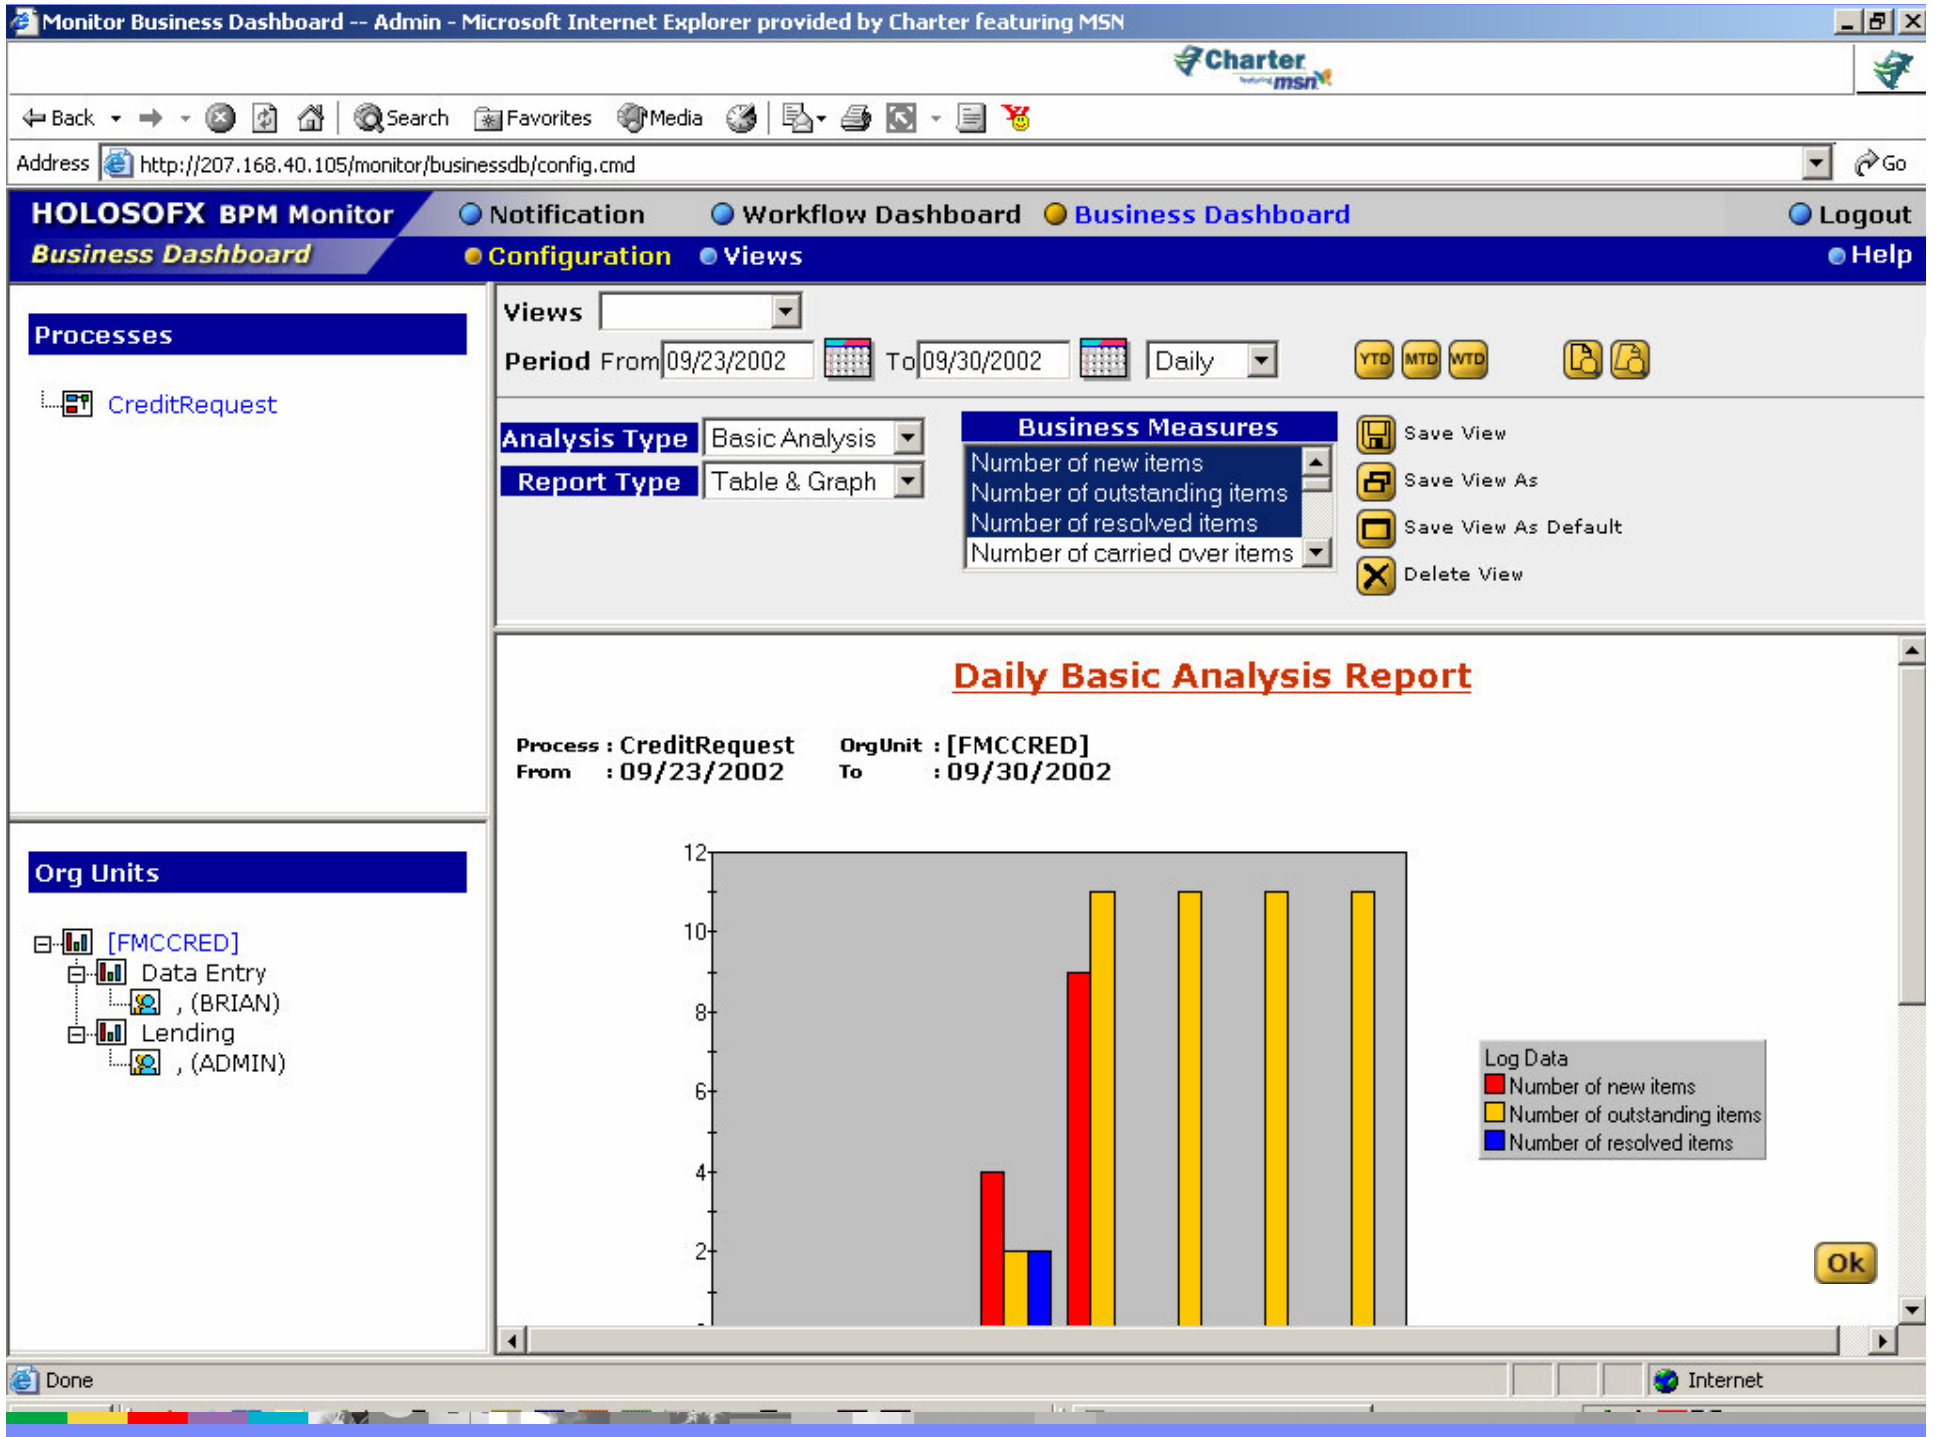 Monitor Business Dashboard -- Admin - Microsoft Internet Explorer provided by Charter featuring MSN
Charter
featuring msn
Back Search Favorites Media
Address http://207.168.40.105/monitor/businessdb/config.cmd Go
HOLOSOFX BPM Monitor Notification Workflow Dashboard Business Dashboard Logout
Business Dashboard Configuration Views Help
Processes
CreditRequest
Views
Period From 09/23/2002 To 09/30/2002 Daily YTD MTD WTD
Analysis Type Basic Analysis
Report Type Table & Graph
Business Measures
Number of new items
Number of outstanding items
Number of resolved items
Number of carried over items
Save View
Save View As
Save View As Default
Delete View
Org Units
[FMCCRED]
Data Entry
, (BRIAN)
Lending
, (ADMIN)
Daily Basic Analysis Report
Process : CreditRequest OrgUnit : [FMCCRED]
From : 09/23/2002 To : 09/30/2002
12
10
8
6
4
2
Log Data
Number of new items
Number of outstanding items
Number of resolved items
Ok
Done Internet